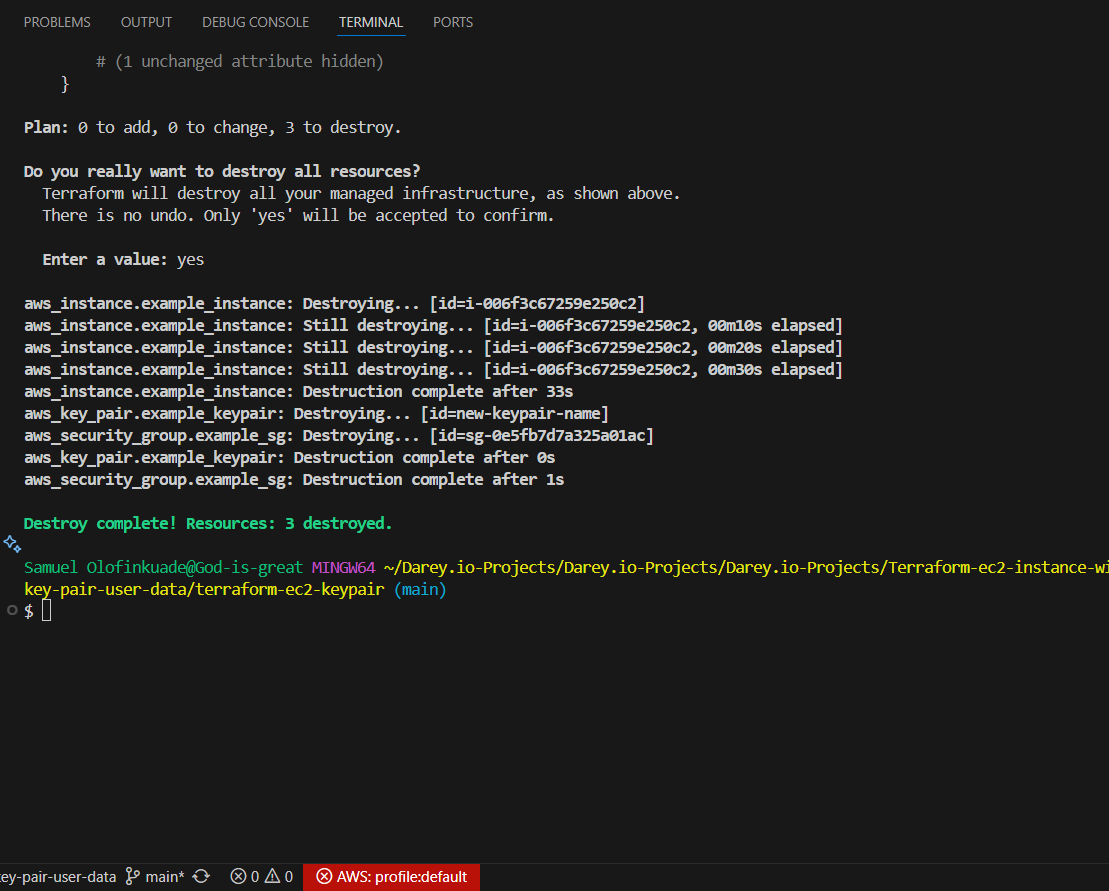 PROBLEMS OUTPUT DEBUG CONSOLE TERMINAL PORTS
# (1 unchanged attribute hidden)
}
Plan: 0 to add, 0 to change, 3 to destroy.
Do you really want to destroy all resources?
Terraform will destroy all your managed infrastructure, as shown above.
There is no undo. Only 'yes' will be accepted to confirm.
Enter a value: yes
aws_instance.example_instance: Destroying... [id=i-006f3c67259e250c2]
aws_instance.example_instance: Still destroying... [id=i-006f3c67259e250c2, 00m10s elapsed]
aws_instance.example_instance: Still destroying... [id=i-006f3c67259e250c2, 00m20s elapsed]
aws_instance.example_instance: Still destroying... [id=i-006f3c67259e250c2, 00m30s elapsed]
aws_instance.example_instance: Destruction complete after 33s
aws_key_pair.example_keypair: Destroying... [id=new-keypair-name]
aws_security_group.example_sg: Destroying... [id=sg-0e5fb7d7a325a01ac]
aws_key_pair.example_keypair: Destruction complete after 0s
aws_security_group.example_sg: Destruction complete after 1s
Destroy complete! Resources: 3 destroyed.
Samuel Olofinkuade@God-is-great MINGW64 ~/Darey.io-Projects/Darey.io-Projects/Darey.io-Projects/Terraform-ec2-instance-wi
key-pair-user-data/terraform-ec2-keypair (main)
$
ey-pair-user-data main* 0 0 AWS: profile:default